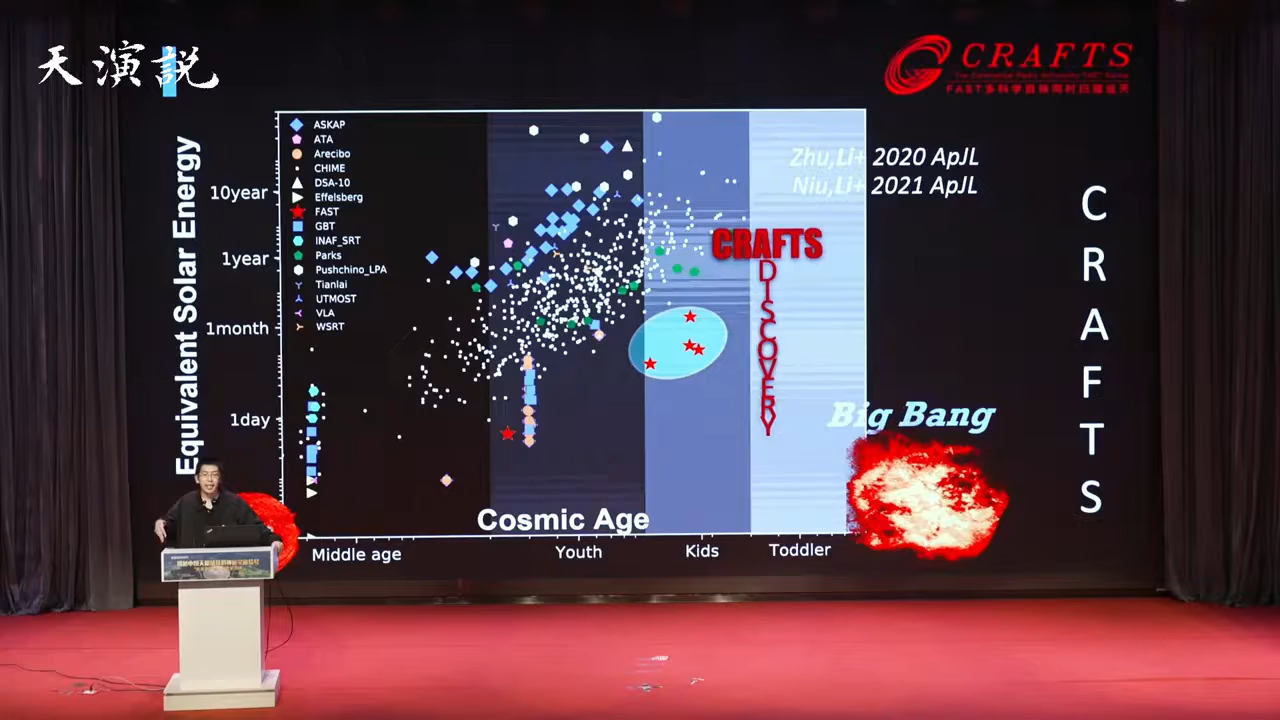 天演説
CRAFTS
FAST多科学目标同时扫描巡天
Equivalent Solar Energy
10year
1year
1month
1day
ASKAP
ATA
Arecibo
CHIME
DSA-10
Effelsberg
FAST
GBT
INAF_SRT
Parks
Pushchino_LPA
Tianlai
UTMOST
VLA
WSRT
Zhu,Li+ 2020 ApJL
Niu,Li+ 2021 ApJL
CRAFTS
DISCOVERY
CRAFTS
Big Bang
Cosmic Age
Middle age
Youth
Kids
Toddler